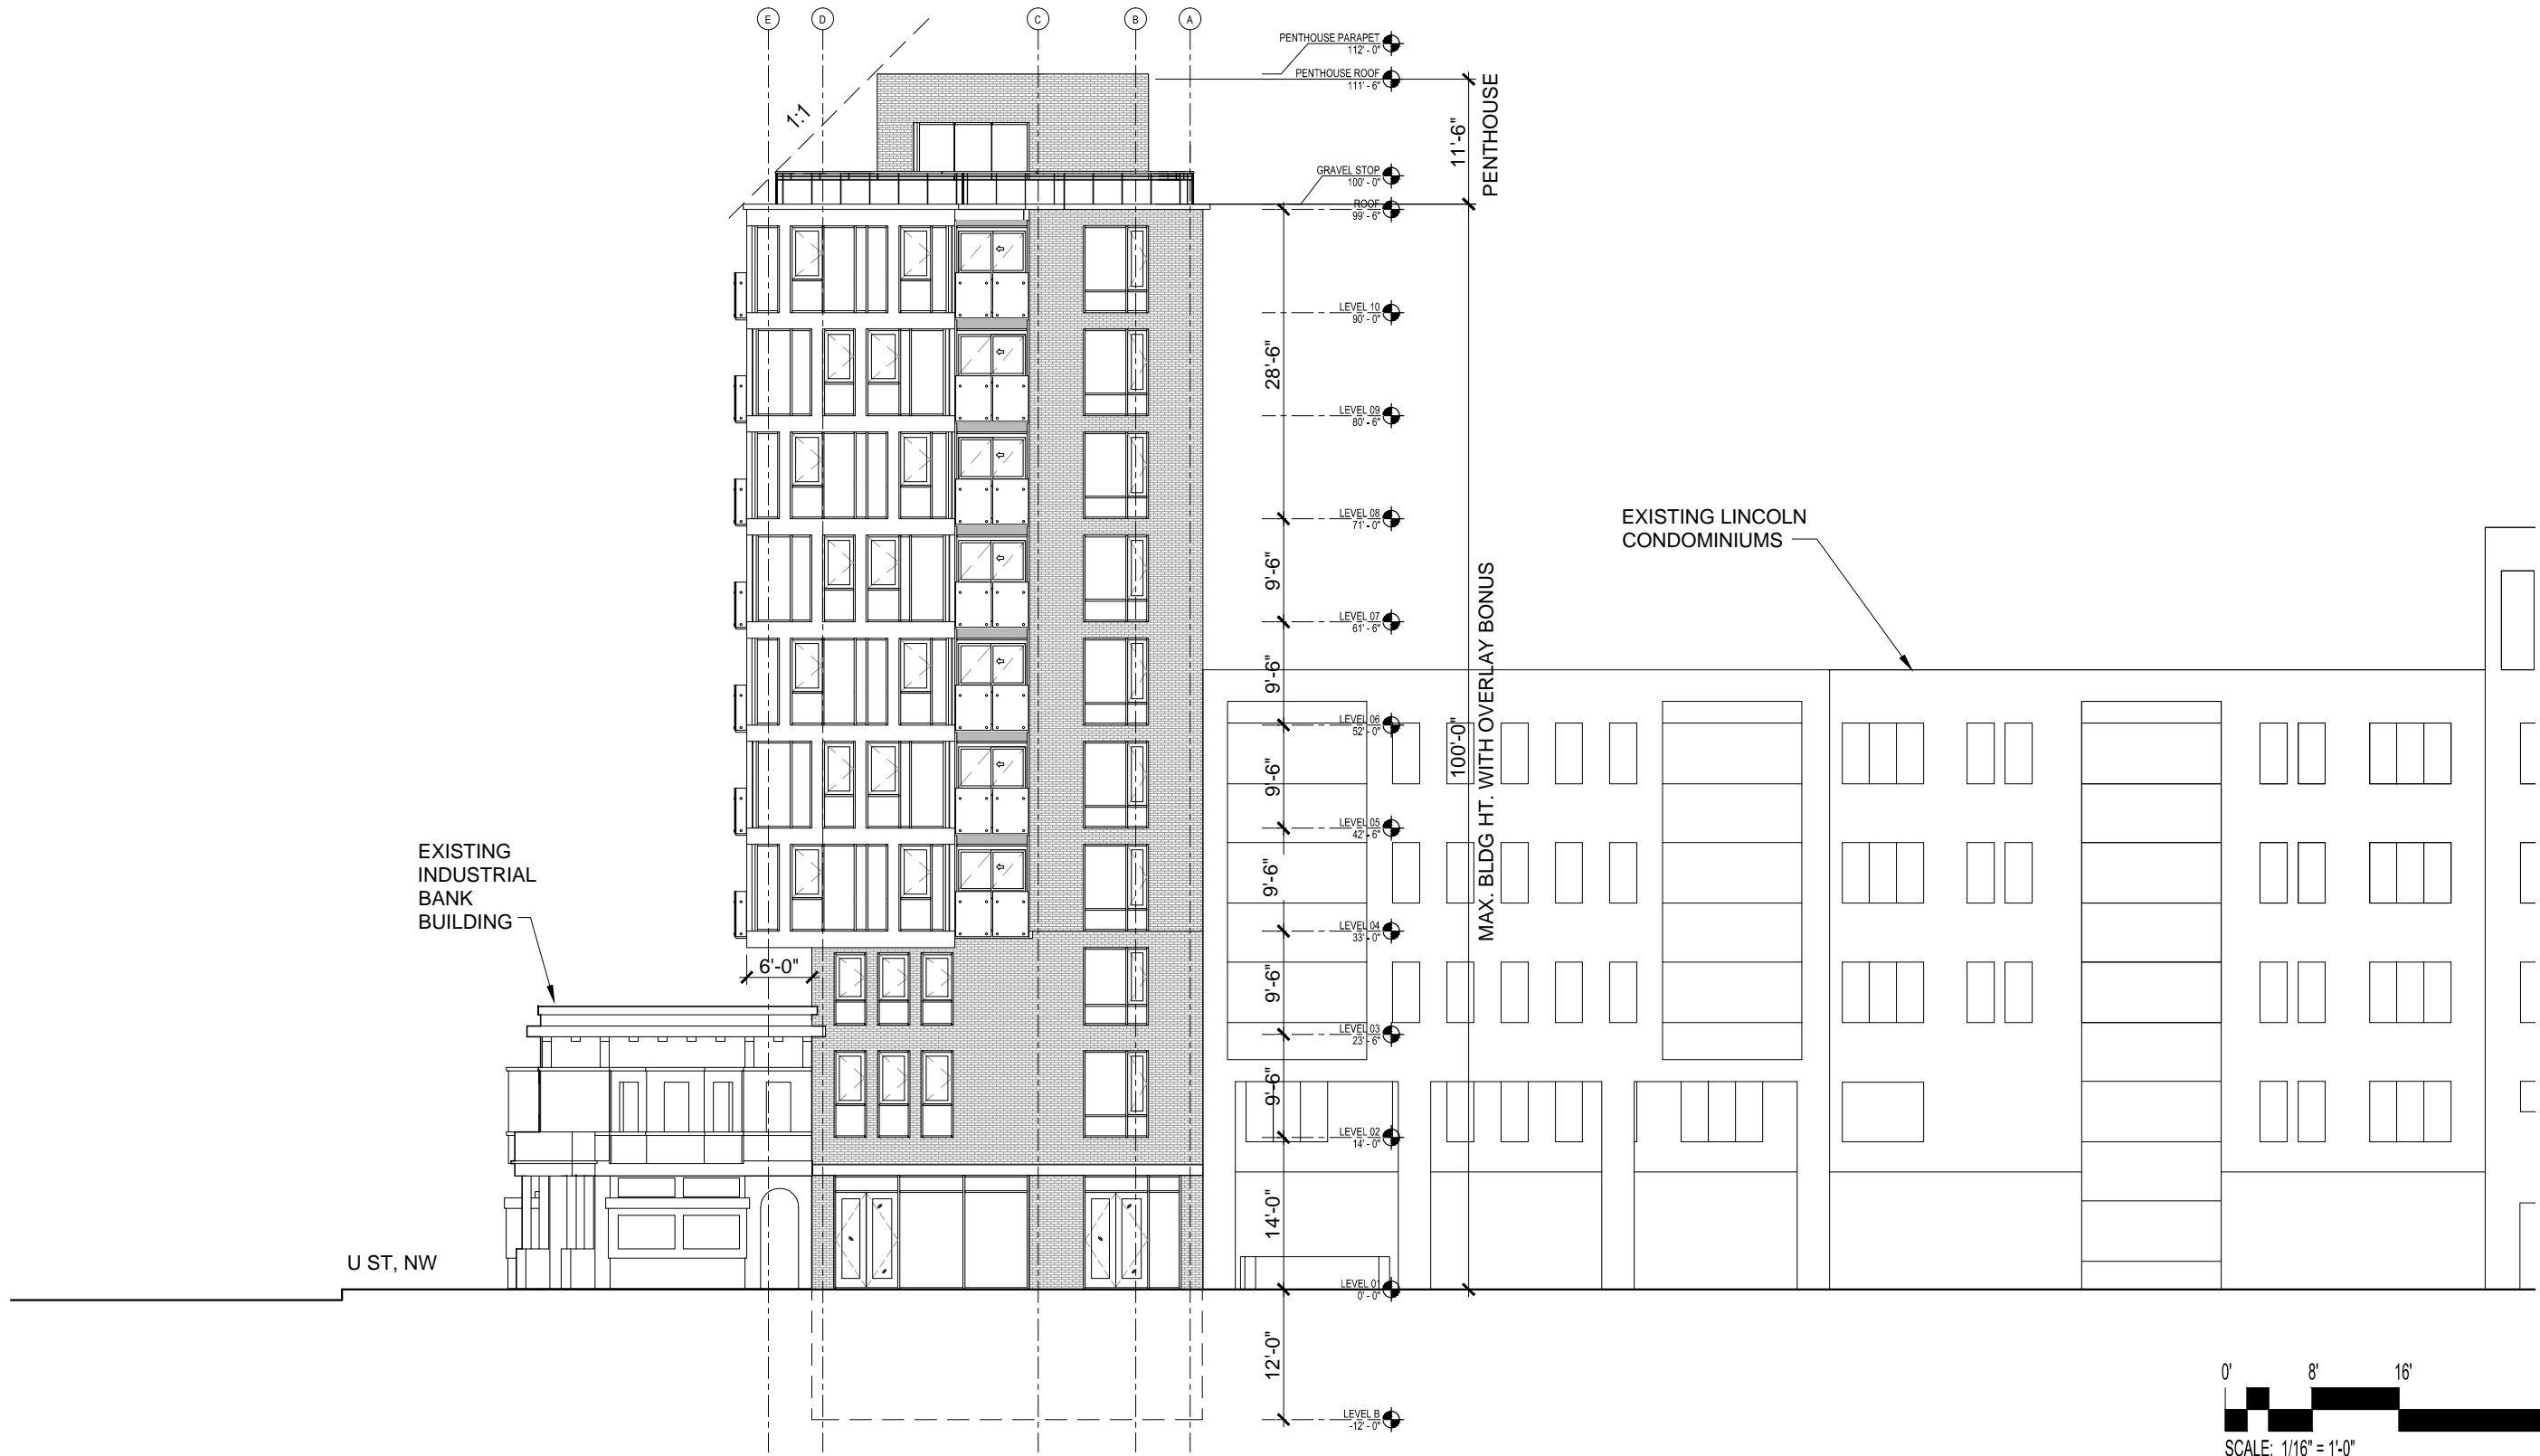 E
D
C
B
A
PENTHOUSE PARAPET
112' - 0"
PENTHOUSE ROOF
111' - 6"
11'-6"
PENTHOUSE
1:1
GRAVEL STOP
100' - 0"
ROOF
99' - 6"
LEVEL 10
90' - 0"
28'-6"
LEVEL 09
80' - 6"
LEVEL 08
71' - 0"
9'-6"
LEVEL 07
61' - 6"
9'-6"
LEVEL 06
52' - 0"
9'-6"
LEVEL 05
42' - 6"
9'-6"
LEVEL 04
33' - 0"
9'-6"
LEVEL 03
23' - 6"
9'-6"
LEVEL 02
14' - 0"
14'-0"
LEVEL 01
0' - 0"
12'-0"
LEVEL B
-12' - 0"
100'-0"
MAX. BLDG HT. WITH OVERLAY BONUS
EXISTING LINCOLN
CONDOMINIUMS
EXISTING
INDUSTRIAL
BANK
BUILDING
6'-0"
U ST, NW
0'
8'
16'
SCALE: 1/16" = 1'-0"